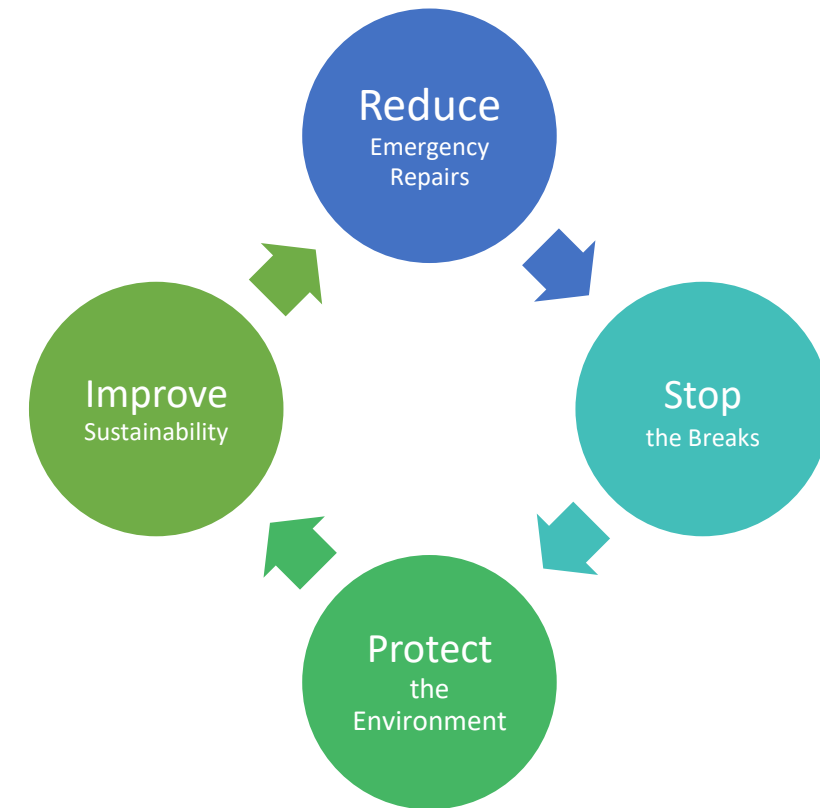 Reduce
Emergency
Repairs
Stop
the Breaks
Protect
the
Environment
Improve
Sustainability